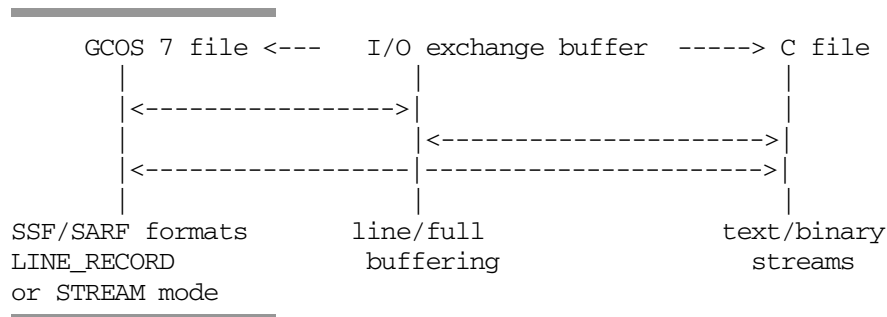 GCOS 7 file <--- I/O exchange buffer -----> C file
| | |
|<----------------->| |
| |<---------------------->|
|<------------------|----------------------->|
| | |
SSF/SARF formats line/full text/binary
LINE_RECORD buffering streams
or STREAM mode